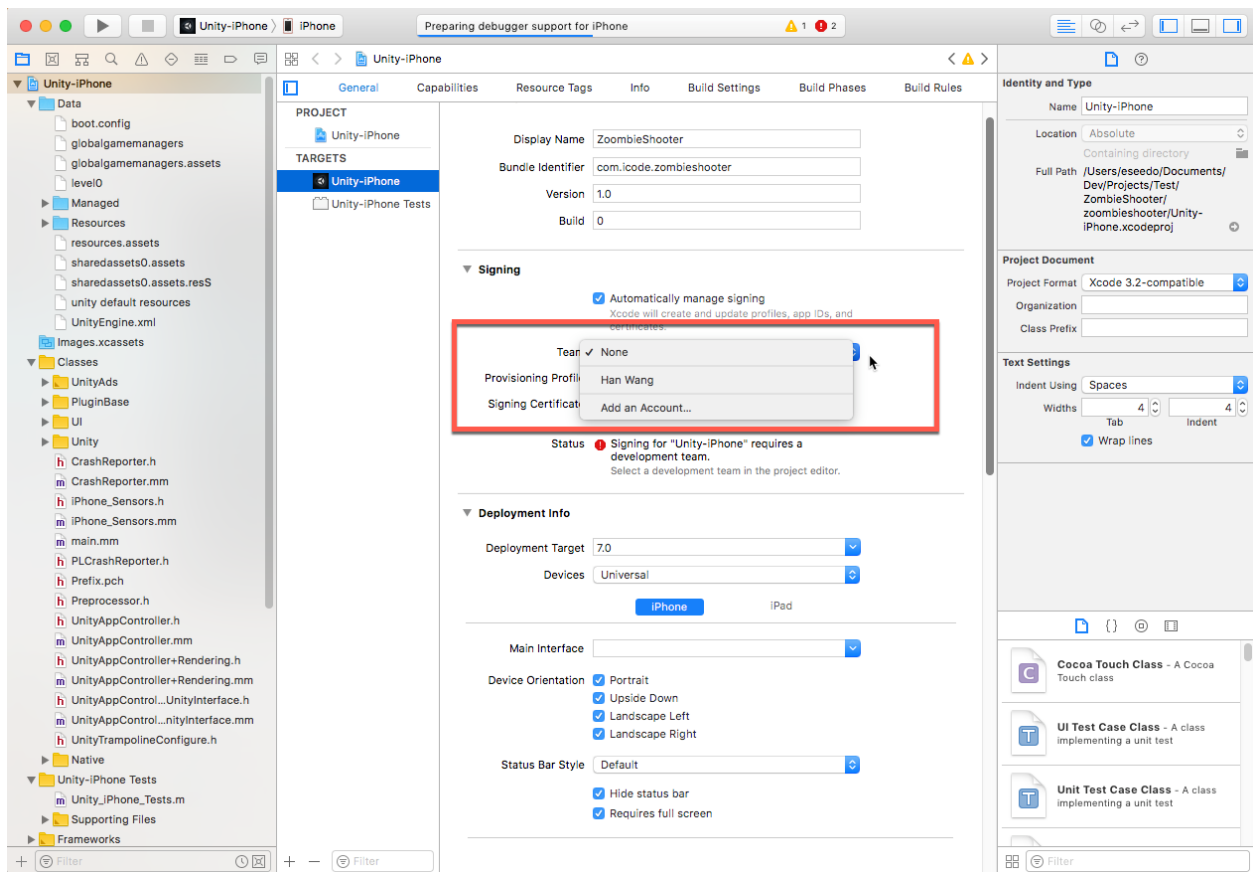 Unity-iPhone
iPhone
Preparing debugger support for iPhone
1
2
Unity-iPhone
Data
boot.config
globalgamemanagers
globalgamemanagers.assets
level0
Managed
Resources
resources.assets
sharedassets0.assets
sharedassets0.assets.resS
unity default resources
UnityEngine.xml
Images.xcassets
Classes
UnityAds
PluginBase
UI
Unity
CrashReporter.h
CrashReporter.mm
iPhone_Sensors.h
iPhone_Sensors.mm
main.mm
PLCrashReporter.h
Prefix.pch
Preprocessor.h
UnityAppController.h
UnityAppController.mm
UnityAppController+Rendering.h
UnityAppController+Rendering.mm
UnityAppControl...UnityInterface.h
UnityAppControl...nityInterface.mm
UnityTrampolineConfigure.h
Native
Unity-iPhone Tests
Unity_iPhone_Tests.m
Supporting Files
Frameworks
Filter
Unity-iPhone
General Capabilities Resource Tags Info Build Settings Build Phases Build Rules
PROJECT
Unity-iPhone
TARGETS
Unity-iPhone
Unity-iPhone Tests
Filter
Display Name ZoombieShooter
Bundle Identifier com.icode.zombieshooter
Version 1.0
Build 0
Signing
Automatically manage signing
Xcode will create and update profiles, app IDs, and
certificates.
Team None
Provisioning Profile Han Wang
Signing Certificate Add an Account...
Status Signing for "Unity-iPhone" requires a
development team.
Select a development team in the project editor.
Deployment Info
Deployment Target 7.0
Devices Universal
iPhone iPad
Main Interface
Device Orientation Portrait
Upside Down
Landscape Left
Landscape Right
Status Bar Style Default
Hide status bar
Requires full screen
Identity and Type
Name Unity-iPhone
Location Absolute
Containing directory
Full Path /Users/eseedo/Documents/
Dev/Projects/Test/
ZombieShooter/
zoombieshooter/Unity-
iPhone.xcodeproj
Project Document
Project Format Xcode 3.2-compatible
Organization
Class Prefix
Text Settings
Indent Using Spaces
Widths 4 4
Tab Indent
Wrap lines
Cocoa Touch Class - A Cocoa
Touch class
UI Test Case Class - A class
implementing a unit test
Unit Test Case Class - A class
implementing a unit test
Filter